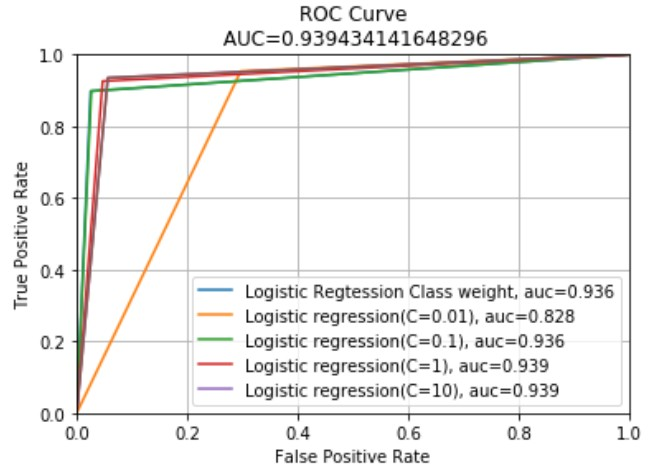 ROC Curve
AUC=0.939434141648296
1.0
0.8
0.6
0.4
0.2
0.0
True Positive Rate
Logistic Regtession Class weight, auc=0.936
Logistic regression(C=0.01), auc=0.828
Logistic regression(C=0.1), auc=0.936
Logistic regression(C=1), auc=0.939
Logistic regression(C=10), auc=0.939
0.0 0.2 0.4 0.6 0.8 1.0
False Positive Rate